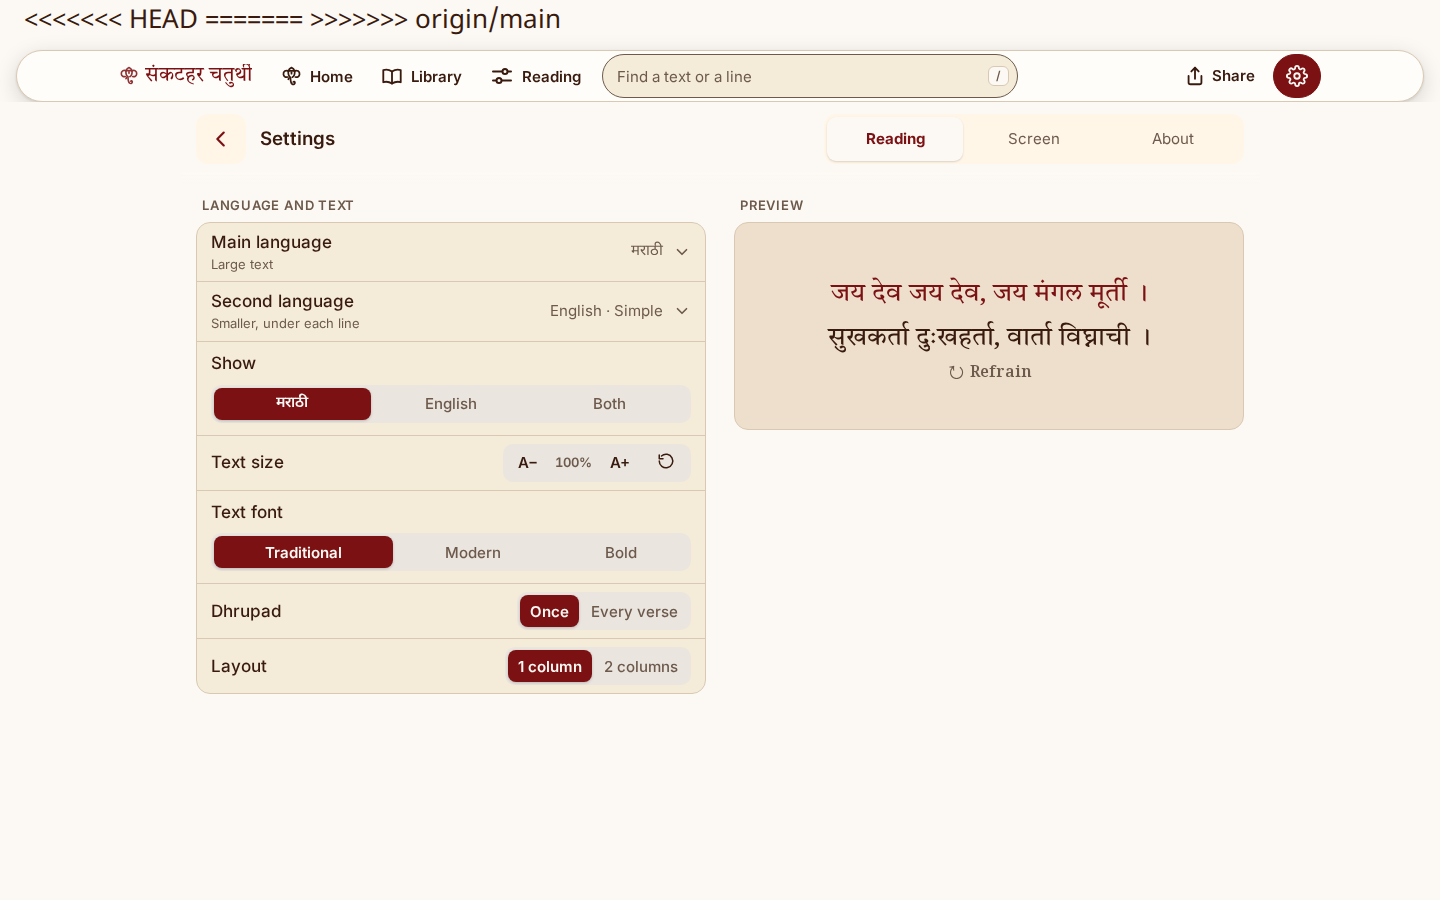 <<<<<<< HEAD ======= >>>>>>> origin/main
संकटहर चतुर्थी Home Library Reading Find a text or a line / Share
Settings Reading Screen About
LANGUAGE AND TEXT PREVIEW
Main language मराठी
Large text
Second language English · Simple
Smaller, under each line
Show
मराठी English Both
Text size A− 100% A+
Text font
Traditional Modern Bold
Dhrupad Once Every verse
Layout 1 column 2 columns
जय देव जय देव, जय मंगल मूर्ती ।
सुखकर्ता दुःखहर्ता, वार्ता विघ्नाची ।
Refrain